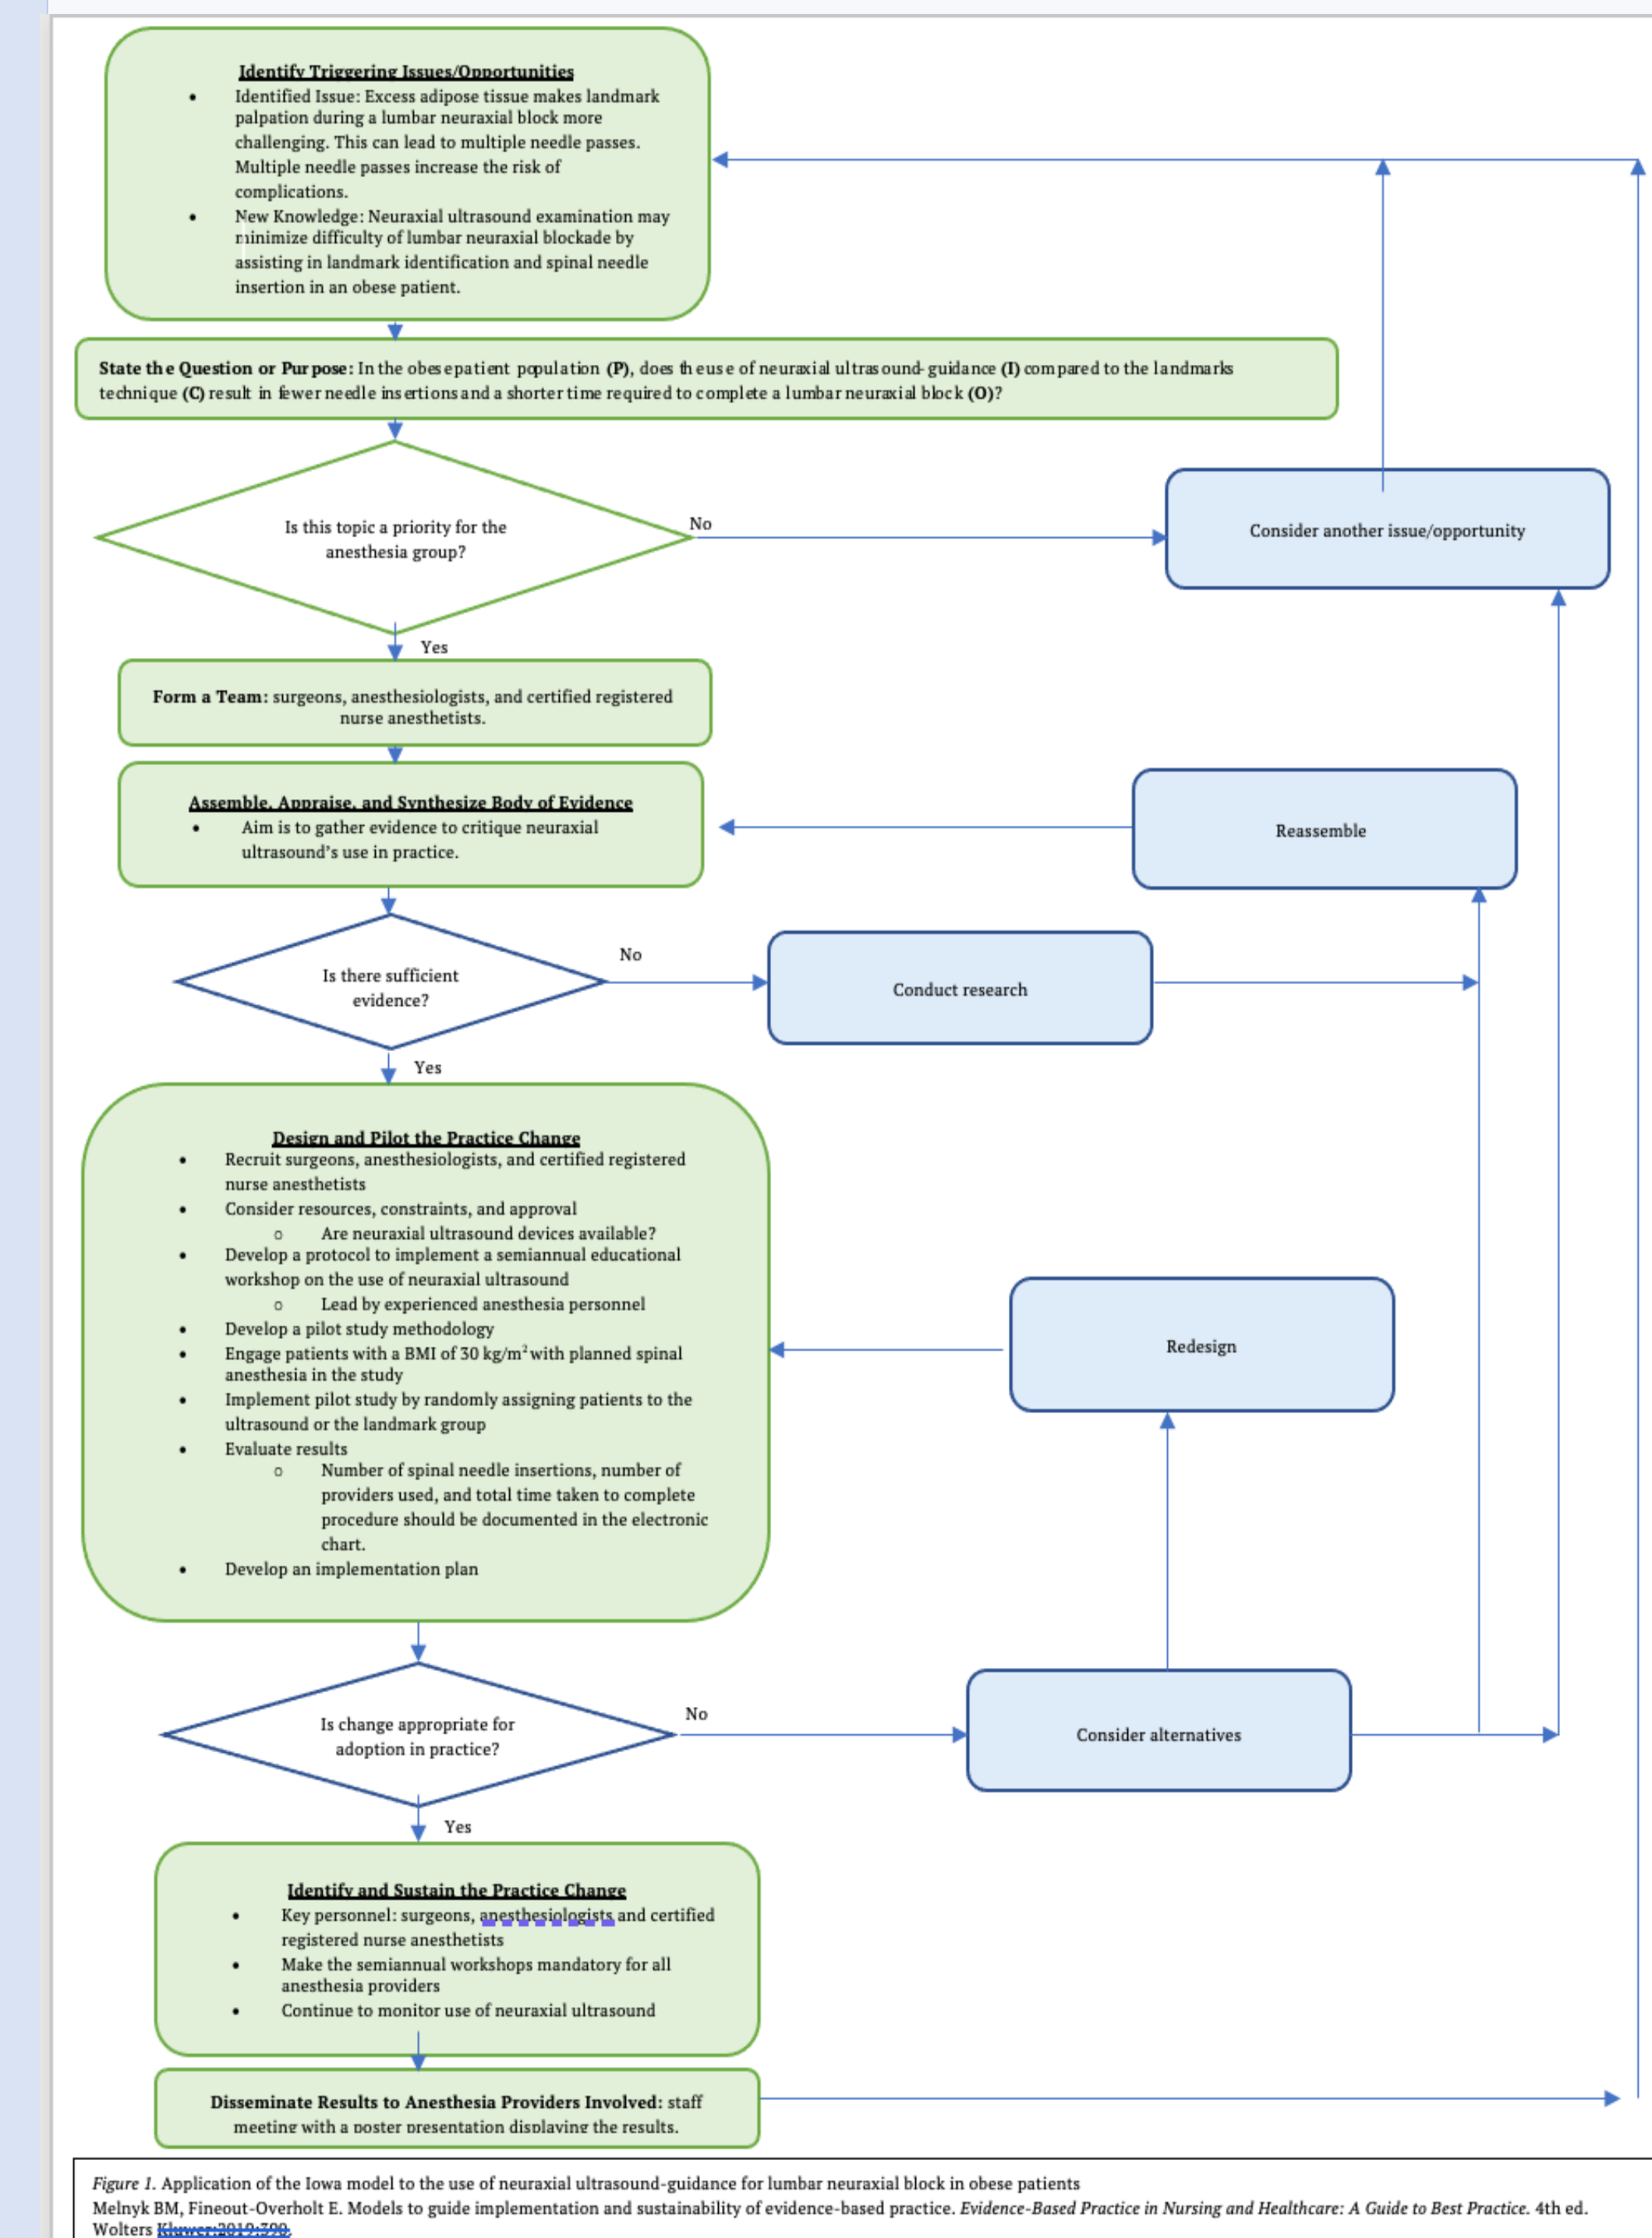 Identify Triggering Issues/Opportunities
• Identified Issue: Excess adipose tissue makes landmark
palpation during a lumbar neuraxial block more
challenging. This can lead to multiple needle passes.
Multiple needle passes increase the risk of
complications.
• New Knowledge: Neuraxial ultrasound examination may
minimize difficulty of lumbar neuraxial blockade by
assisting in landmark identification and spinal needle
insertion in an obese patient.
State the Question or Purpose: In the obese patient population (P), does the use of neuraxial ultrasound-guidance (I) compared to the landmarks
technique (C) result in fewer needle insertions and a shorter time required to complete a lumbar neuraxial block (O)?
Is this topic a priority for the
anesthesia group?
No
Consider another issue/opportunity
Yes
Form a Team: surgeons, anesthesiologists, and certified registered
nurse anesthetists.
Assemble, Appraise, and Synthesize Body of Evidence
• Aim is to gather evidence to critique neuraxial
ultrasound's use in practice.
Reassemble
Is there sufficient
evidence?
No
Conduct research
Yes
Design and Pilot the Practice Change
• Recruit surgeons, anesthesiologists, and certified registered
nurse anesthetists
• Consider resources, constraints, and approval
o Are neuraxial ultrasound devices available?
• Develop a protocol to implement a semiannual educational
workshop on the use of neuraxial ultrasound
o Lead by experienced anesthesia personnel
• Develop a pilot study methodology
• Engage patients with a BMI of 30 kg/m² with planned spinal
anesthesia in the study
• Implement pilot study by randomly assigning patients to the
ultrasound or the landmark group
• Evaluate results
o Number of spinal needle insertions, number of
providers used, and total time taken to complete
procedure should be documented in the electronic
chart.
• Develop an implementation plan
Redesign
Is change appropriate for
adoption in practice?
No
Consider alternatives
Yes
Identify and Sustain the Practice Change
• Key personnel: surgeons, anesthesiologists and certified
registered nurse anesthetists
• Make the semiannual workshops mandatory for all
anesthesia providers
• Continue to monitor use of neuraxial ultrasound
Disseminate Results to Anesthesia Providers Involved: staff
meeting with a poster presentation displaying the results.
Figure 1. Application of the Iowa model to the use of neuraxial ultrasound-guidance for lumbar neuraxial block in obese patients
Melnyk BM, Fineout-Overholt E. Models to guide implementation and sustainability of evidence-based practice. Evidence-Based Practice in Nursing and Healthcare: A Guide to Best Practice. 4th ed.
Wolters Kluwer;2019:390.